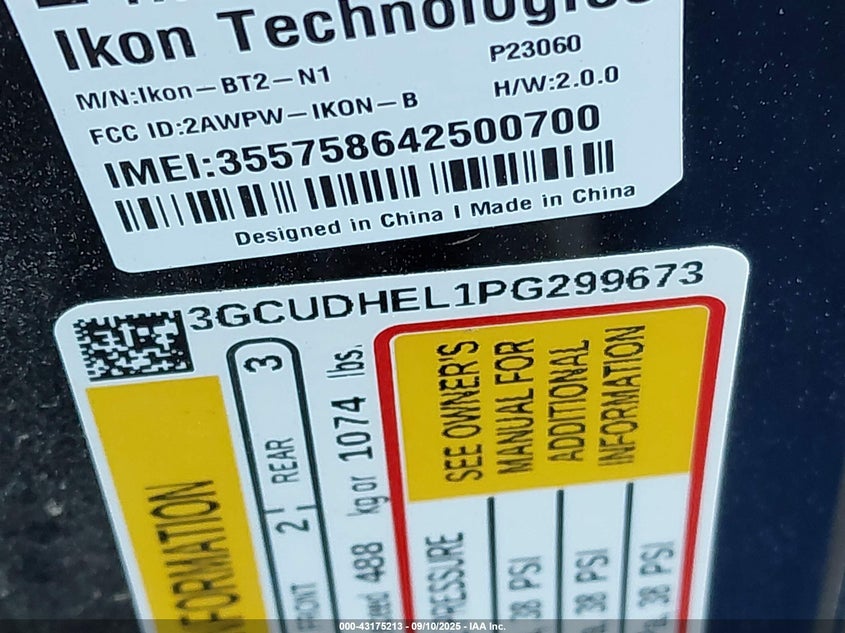 Ikon Technologies
P23060
M/N:Ikon-BT2-N1
H/W:2.0.0
FCC ID:2AWPW-IKON-B
IMEI:355758642500700
Designed in China I Made in China
3GCUDHEL1PG299673
REAR 3
FRONT 2
kg or 1074 lbs.
488
SEE OWNER'S
MANUAL FOR
ADDITIONAL
INFORMATION
38 PSI
38 PSI
38 PSI
000-43175213 - 09/10/2025 - IAA Inc.